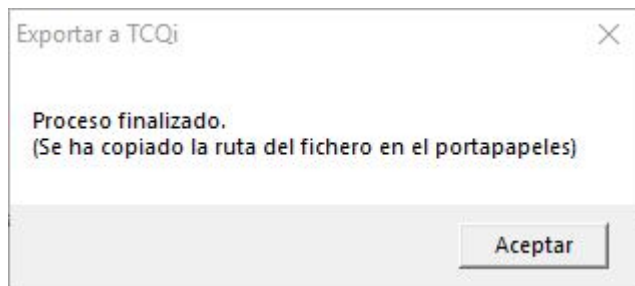 Exportar a TCQi
Proceso finalizado.
(Se ha copiado la ruta del fichero en el portapapeles)
Aceptar